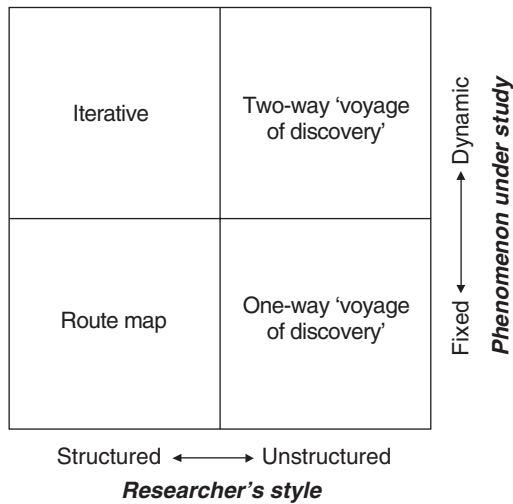 Iterative
Two-way ‘voyage
of discovery’
Route map
One-way ‘voyage
of discovery’
Fixed
Dynamic
Phenomenon under study
Structured
Unstructured
Researcher’s style